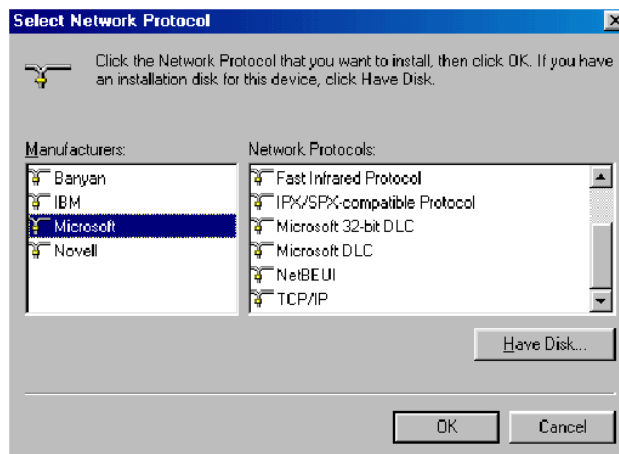 Select Network Protocol
Click the Network Protocol that you want to install, then click OK. If you have
an installation disk for this device, click Have Disk.
Manufacturers:
Banyan
IBM
Microsoft
Novell
Network Protocols:
Fast Infrared Protocol
IPX/SPX-compatible Protocol
Microsoft 32-bit DLC
Microsoft DLC
NetBEUI
TCP/IP
Have Disk...
OK
Cancel